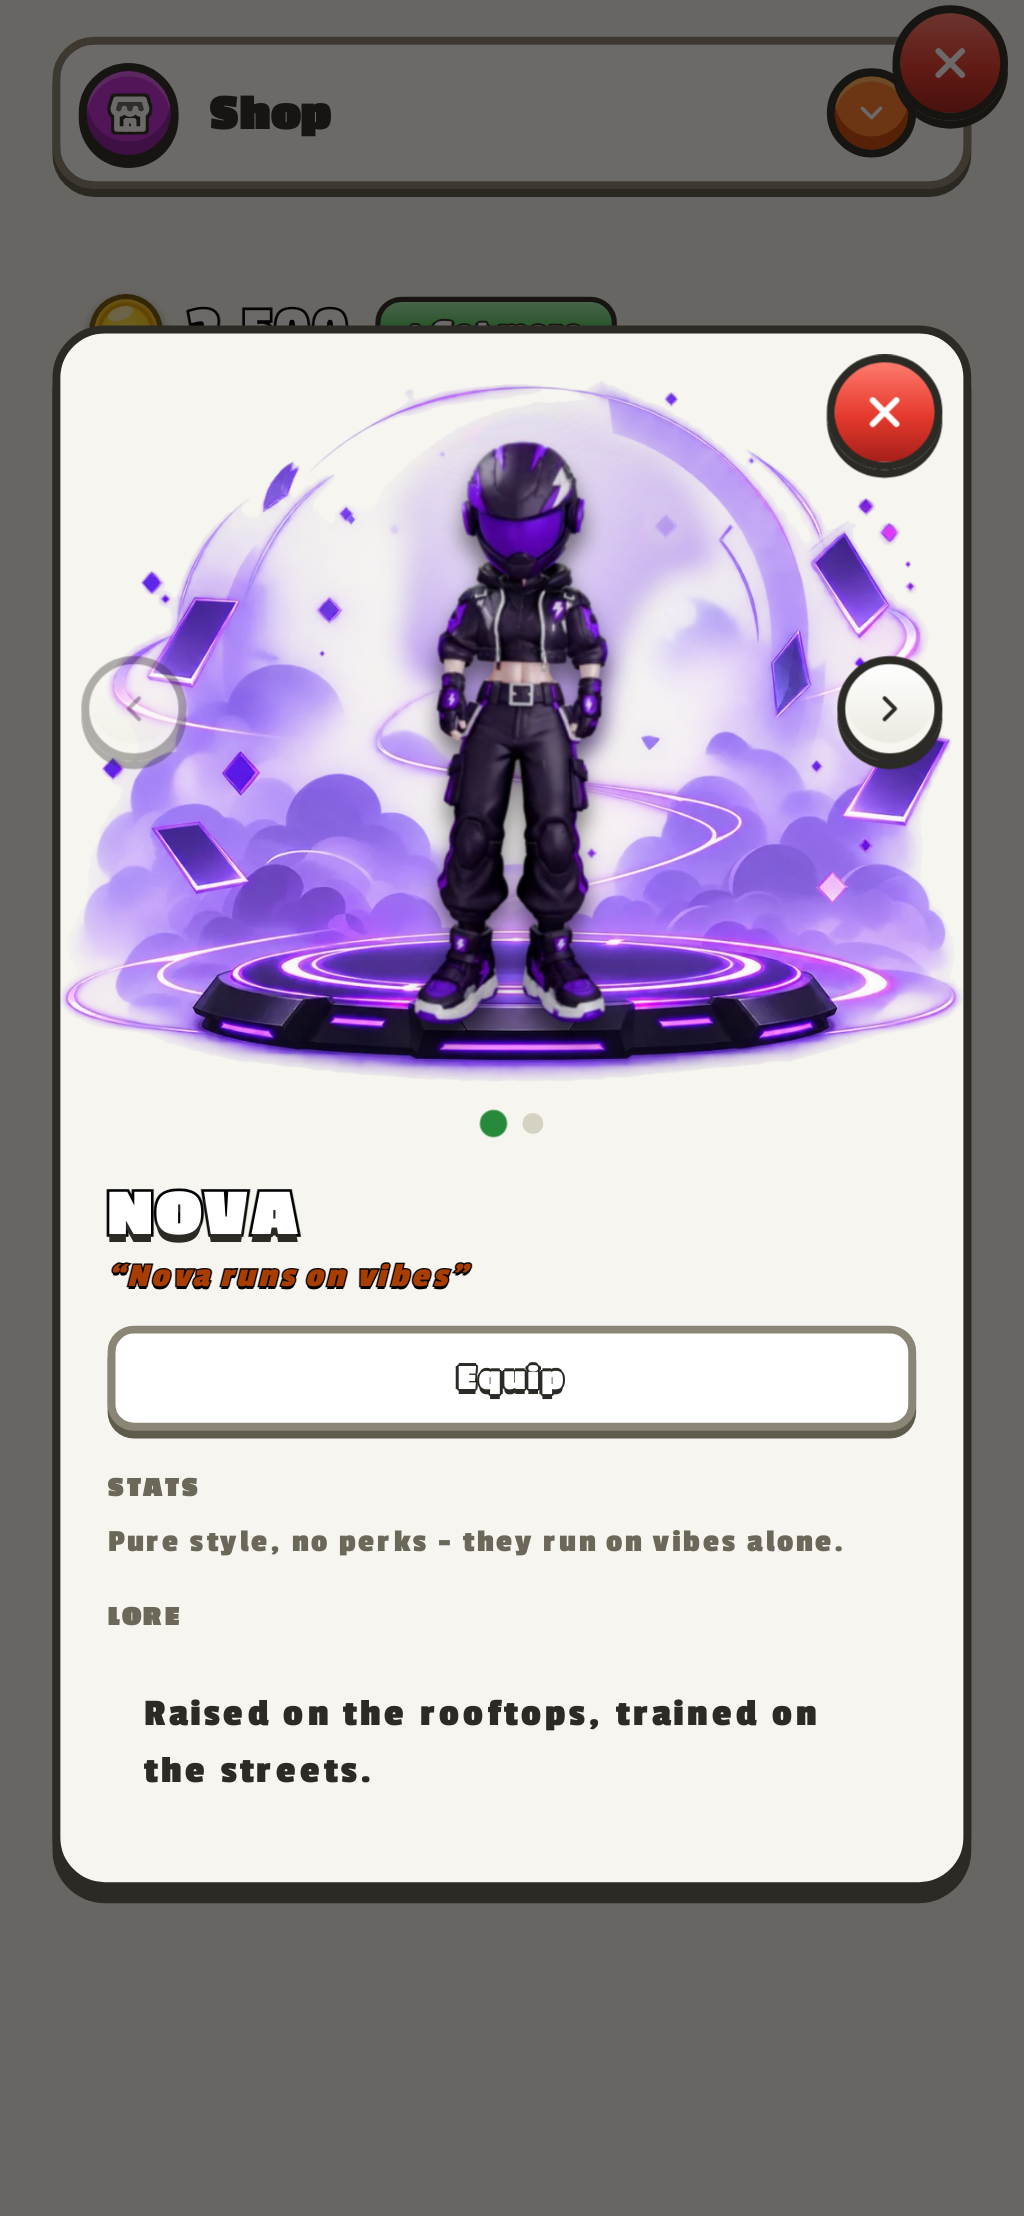 Shop
NOVA
“Nova runs on vibes”
Equip
STATS
Pure style, no perks - they run on vibes alone.
LORE
Raised on the rooftops, trained on
the streets.